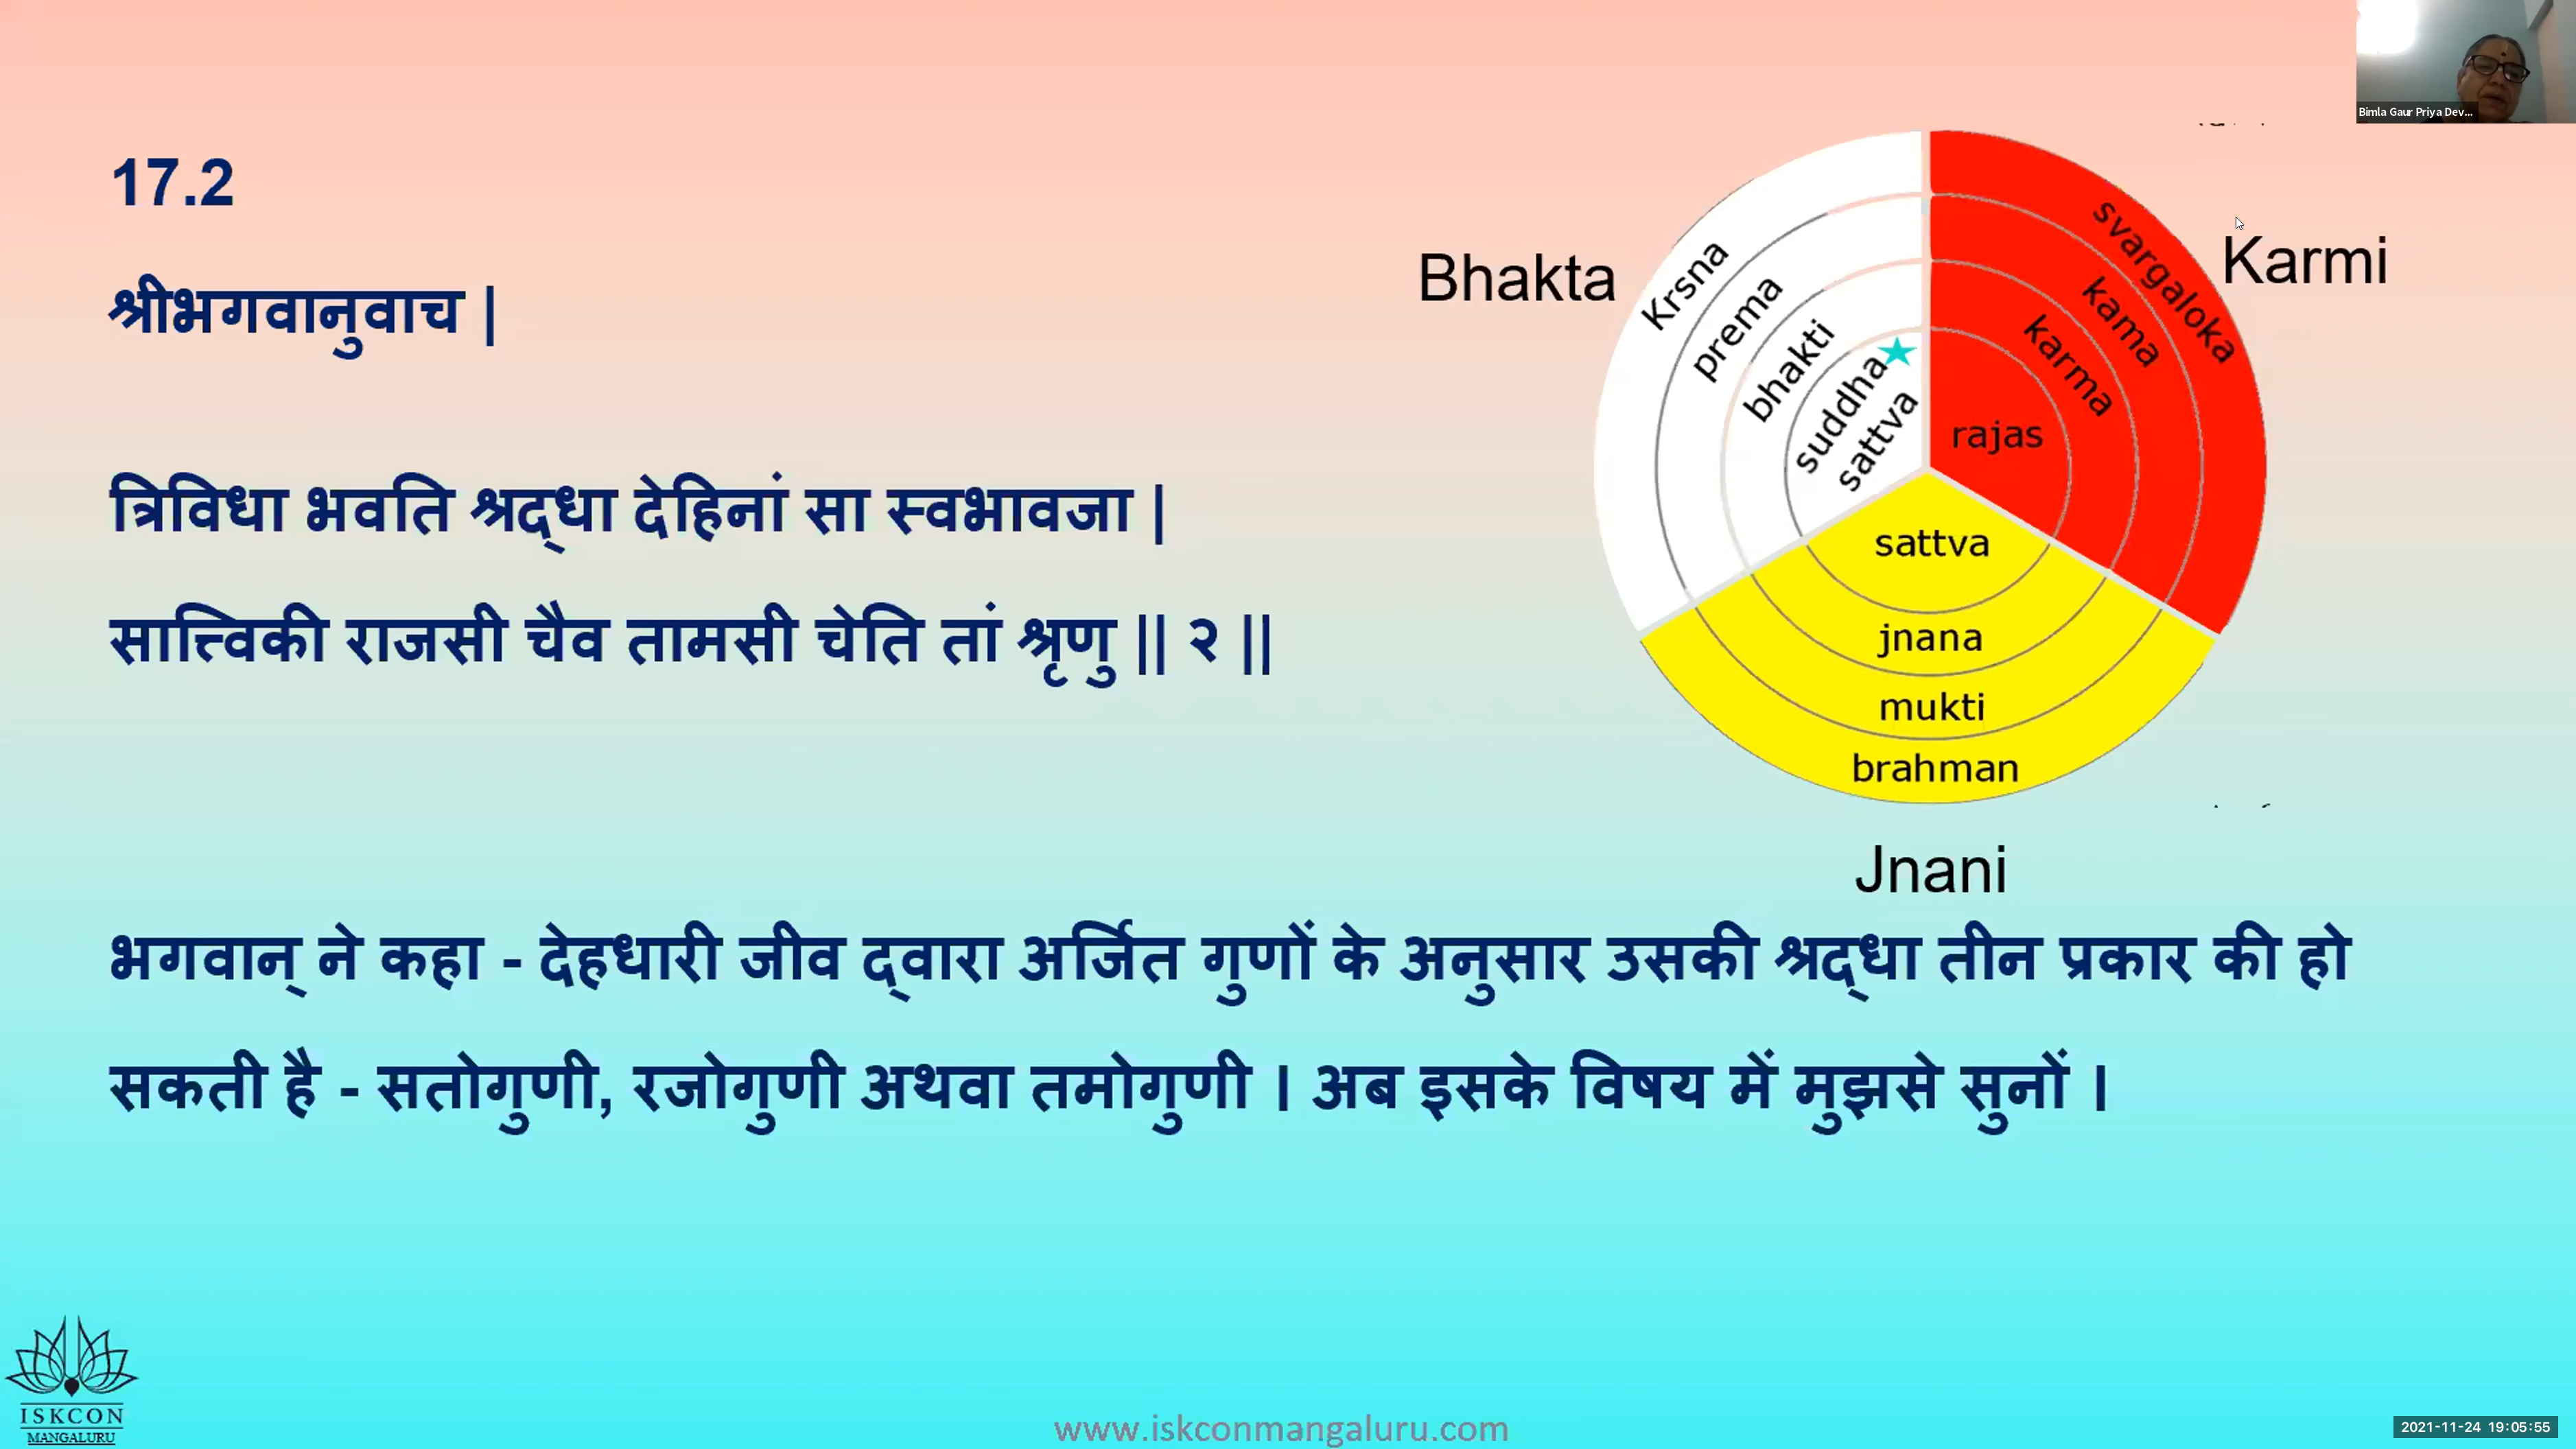 Bimla Gaur Priya Dev...
17.2
श्रीभगवानुवाच |
त्रिविधा भवति श्रद्धा देहिनां सा स्वभावजा |
सात्त्विकी राजसी चैव तामसी चेति तां श्रृणु || २ ||
Bhakta
Krsna
prema
bhakti
suddha
sattva
Karmi
svargaloka
kama
karma
rajas
sattva
jnana
mukti
brahman
Jnani
भगवान् ने कहा - देहधारी जीव द्वारा अर्जित गुणों के अनुसार उसकी श्रद्धा तीन प्रकार की हो
सकती है - सतोगुणी, रजोगुणी अथवा तमोगुणी । अब इसके विषय में मुझसे सुनों ।
ISKCON
MANGALURU
www.iskconmangaluru.com
2021-11-24 19:05:55